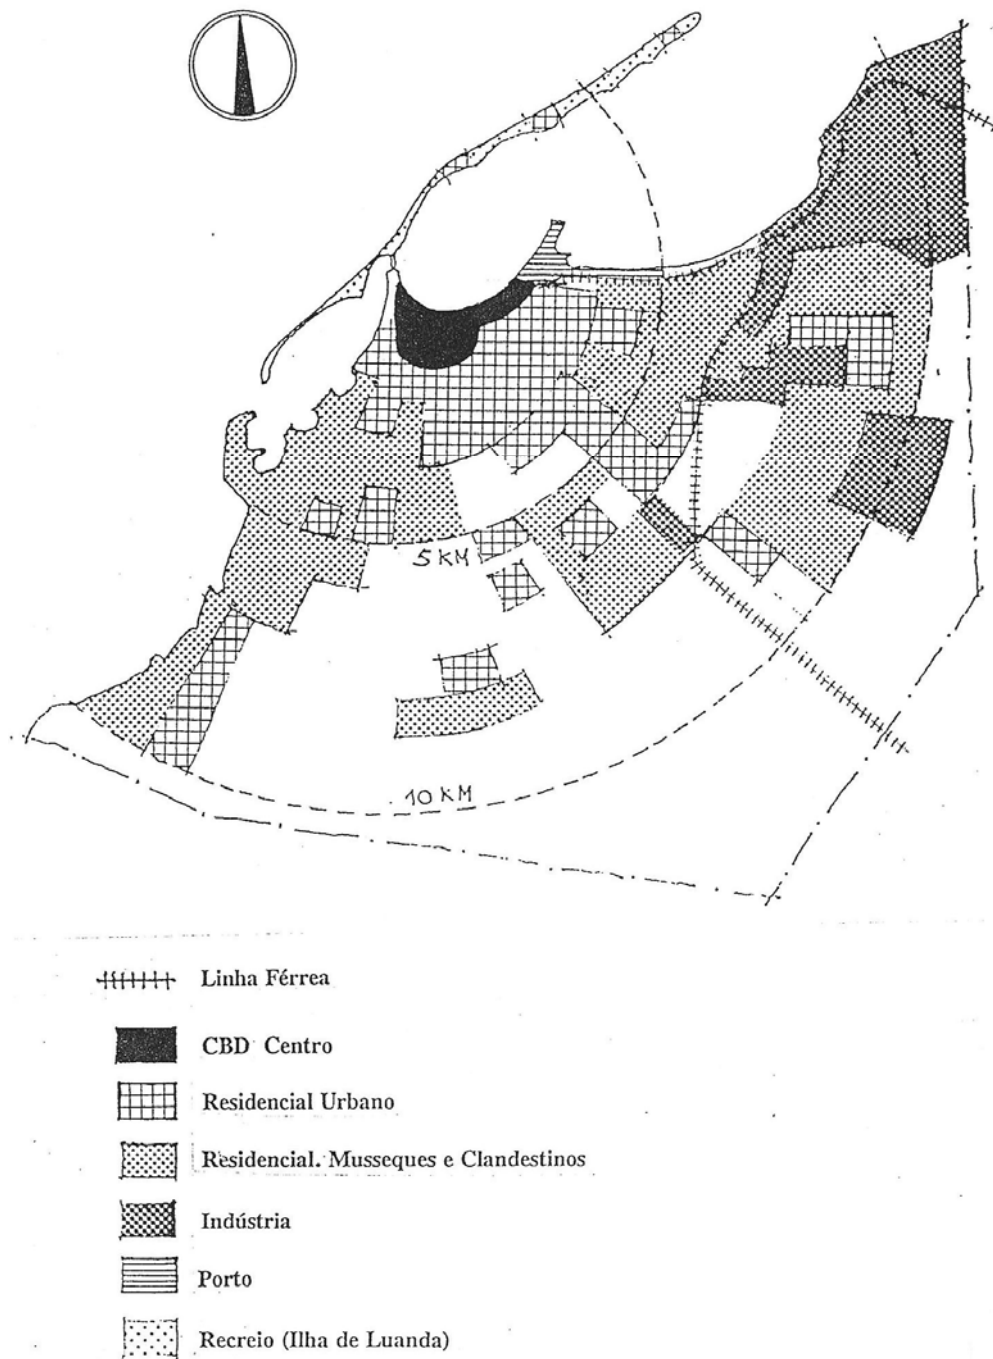 5 KM
10 KM
Linha Férrea
CBD Centro
Residencial Urbano
Residencial. Musseques e Clandestinos
Indústria
Porto
Recreio (Ilha de Luanda)